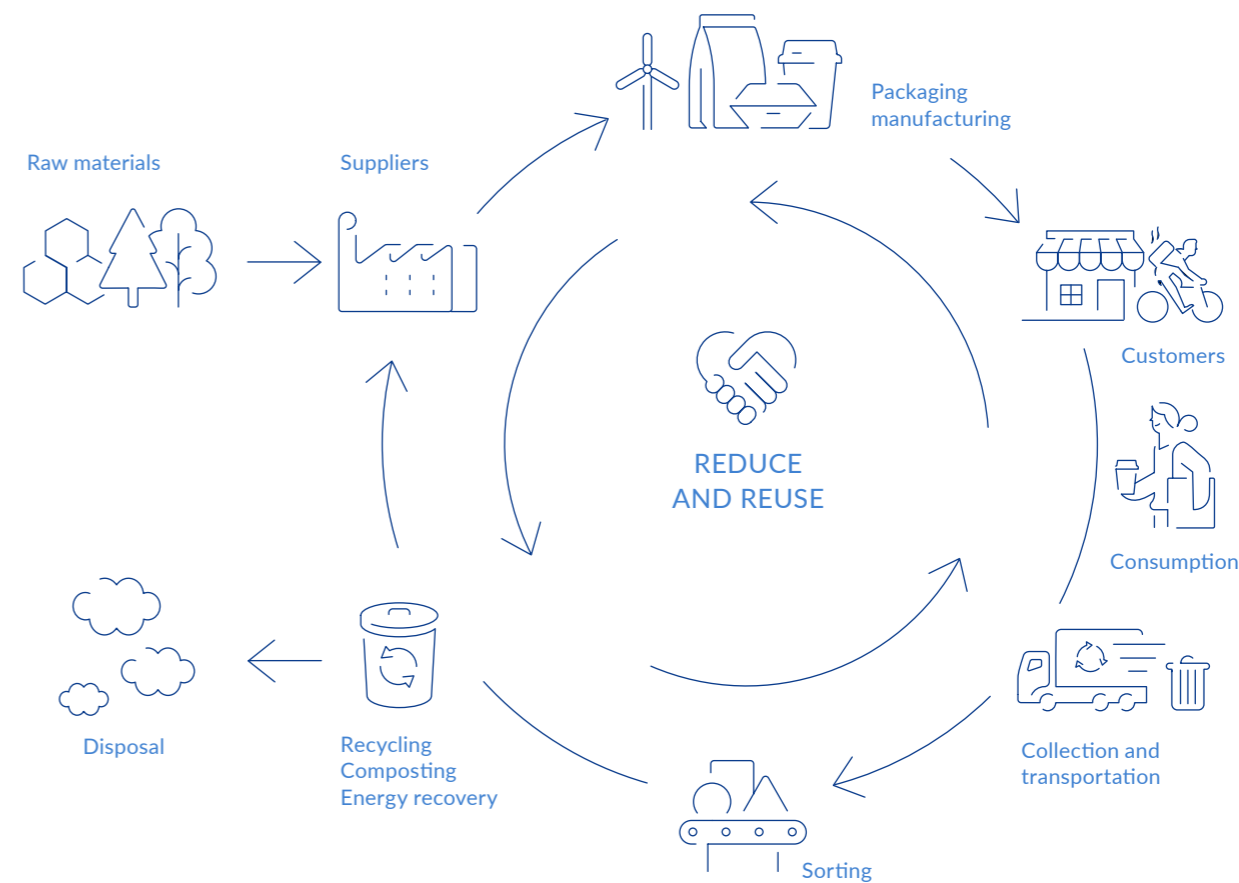 Packaging
manufacturing
Raw materials
Suppliers
Customers
REDUCE
AND REUSE
Consumption
Disposal
Recycling
Composting
Energy recovery
Collection and
transportation
Sorting